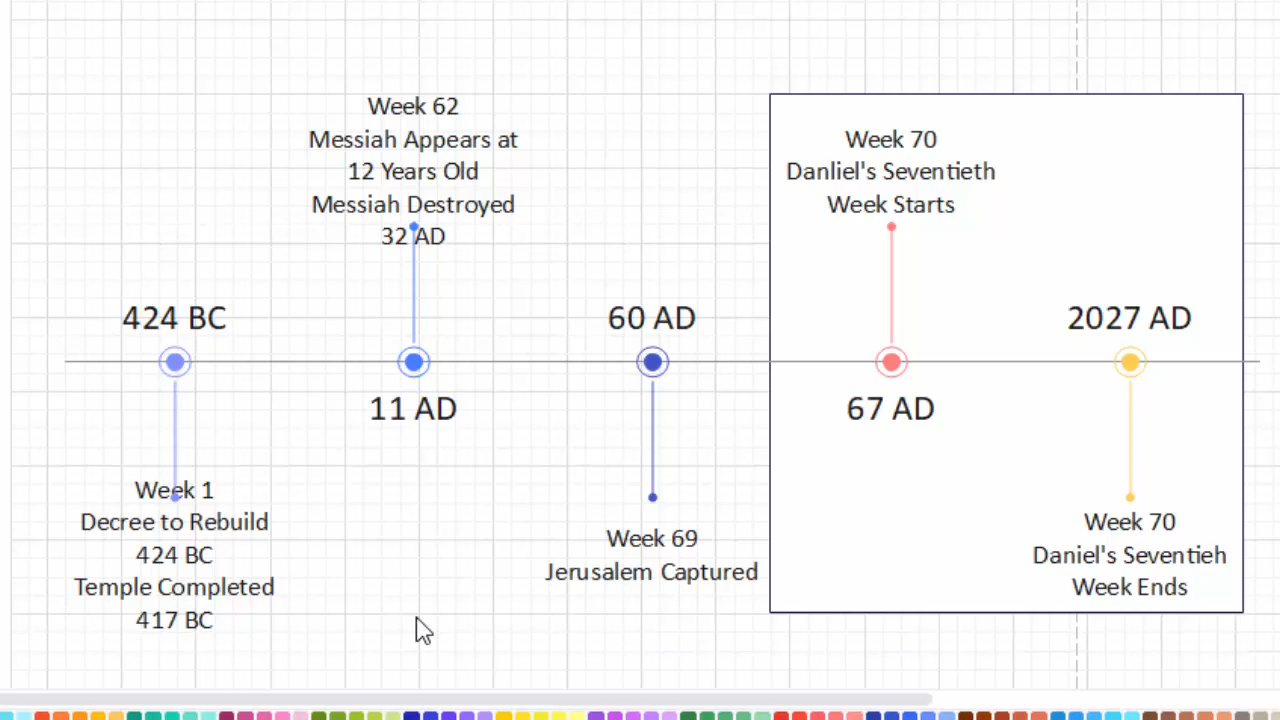 Week 62
Messiah Appears at
12 Years Old
Messiah Destroyed
32 AD
Week 70
Danliel's Seventieth
Week Starts
424 BC
60 AD
2027 AD
11 AD
67 AD
Week 1
Decree to Rebuild
424 BC
Temple Completed
417 BC
Week 69
Jerusalem Captured
Week 70
Daniel's Seventieh
Week Ends